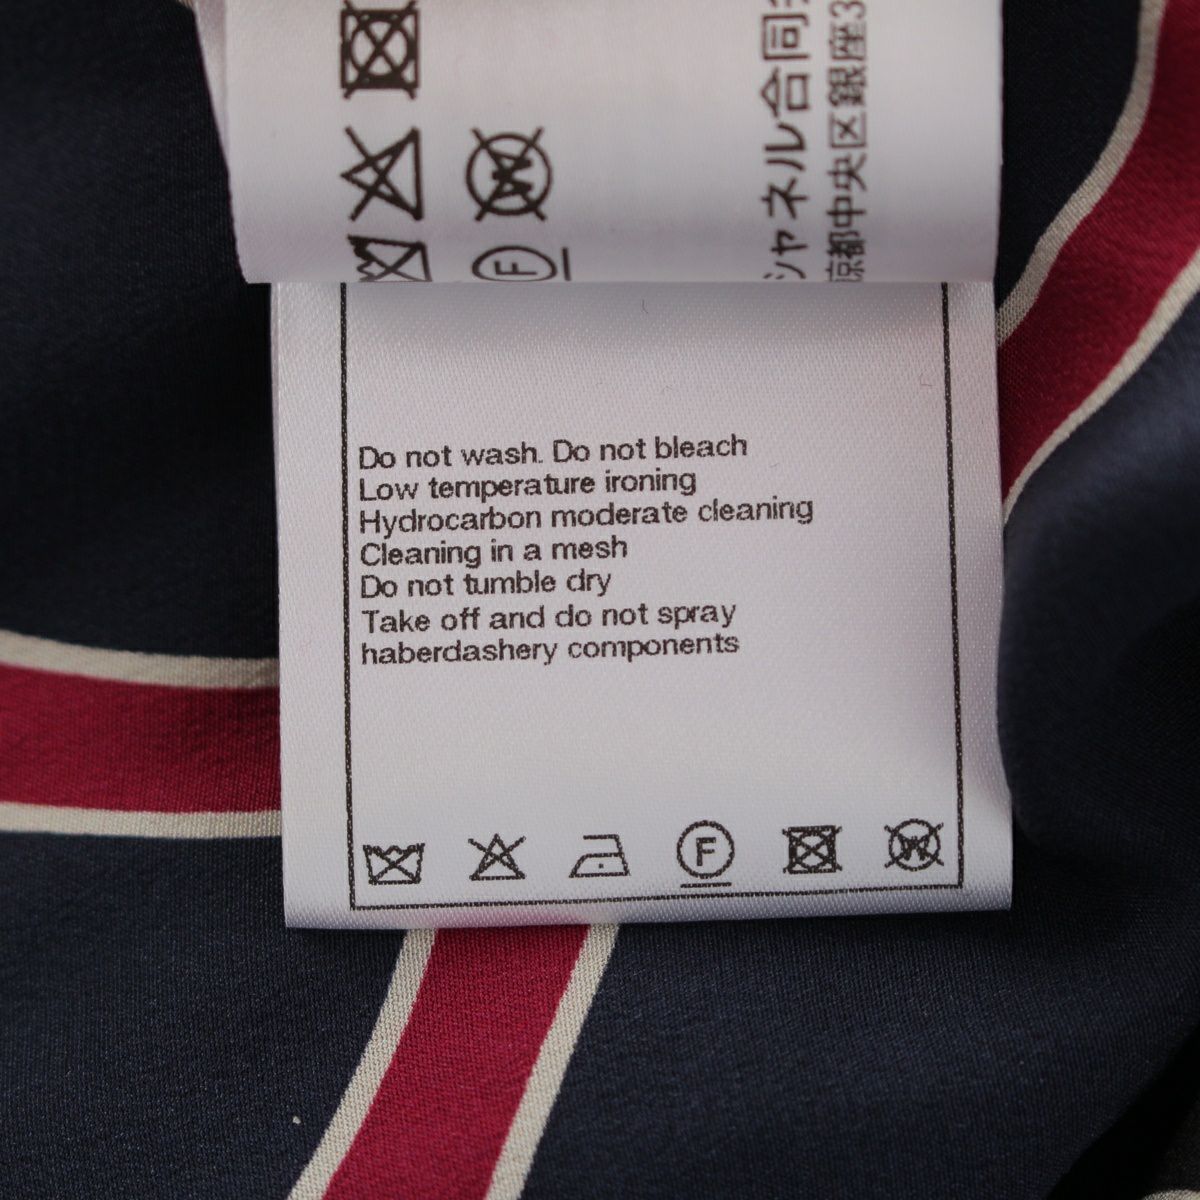 シャネル合同
京都中央区銀座3
Do not wash. Do not bleach
Low temperature ironing
Hydrocarbon moderate cleaning
Cleaning in a mesh
Do not tumble dry
Take off and do not spray
haberdashery components
F
W